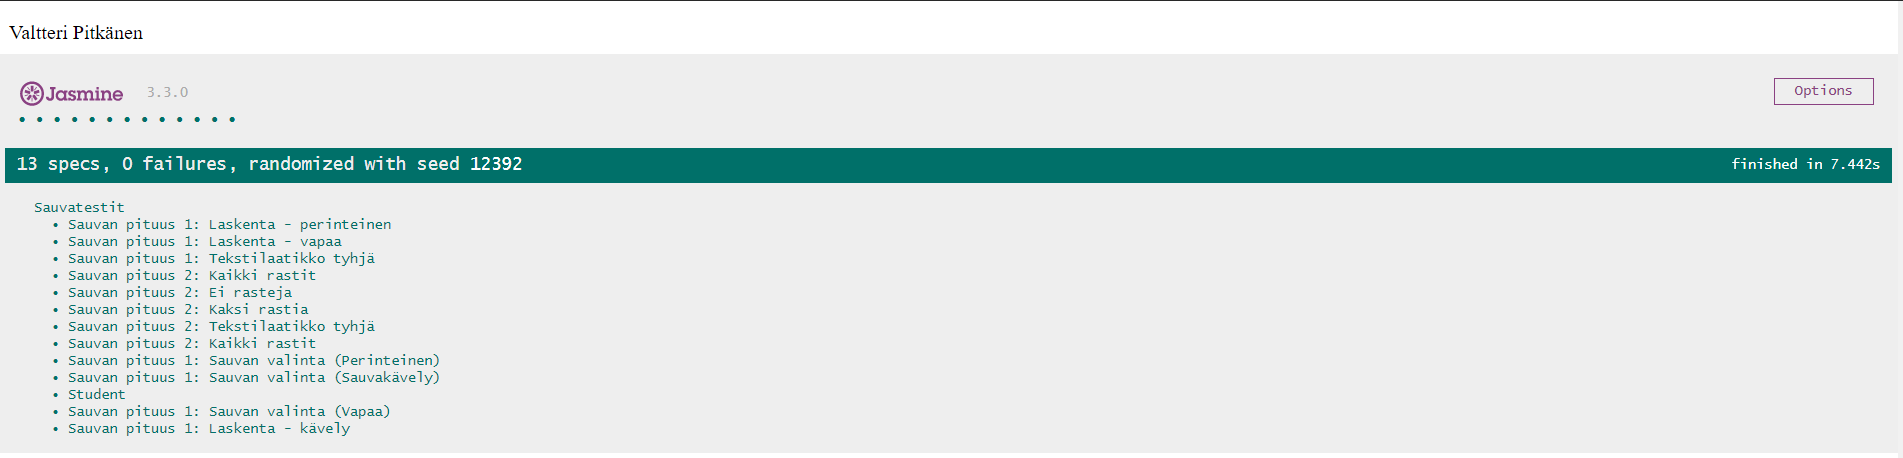 Valtteri Pitkänen
Jasmine 3.3.0
Options
• • • • • • • • • • • • •
13 specs, 0 failures, randomized with seed 12392
finished in 7.442s
Sauvatestit
• Sauvan pituus 1: Laskenta - perinteinen
• Sauvan pituus 1: Laskenta - vapaa
• Sauvan pituus 1: Tekstilaatikko tyhjä
• Sauvan pituus 2: Kaikki rastit
• Sauvan pituus 2: Ei rasteja
• Sauvan pituus 2: Kaksi rastia
• Sauvan pituus 2: Tekstilaatikko tyhjä
• Sauvan pituus 2: Kaikki rastit
• Sauvan pituus 1: Sauvan valinta (Perinteinen)
• Sauvan pituus 1: Sauvan valinta (Sauvakävely)
• Student
• Sauvan pituus 1: Sauvan valinta (Vapaa)
• Sauvan pituus 1: Laskenta - kävely